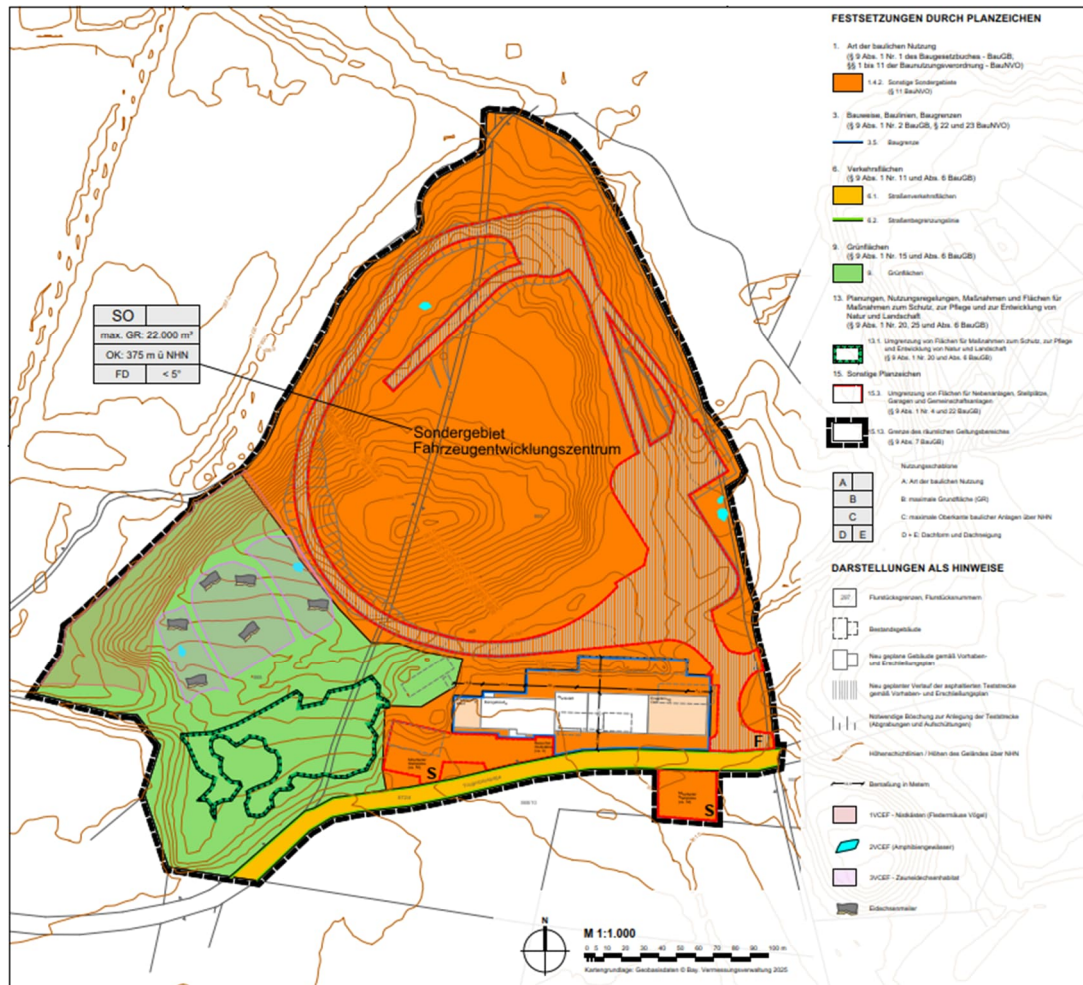 SO
max. GR: 22.000 m²
OK: 375 m ü NHN
FD < 5°
Sondergebiet
Fahrzeugentwicklungszentrum
S
F
S
N
M 1:1.000
0 5 10 20 30 40 50 60 70 80 90 100 m
Kartengrundlage: Geobasisdaten © Bay. Vermessungsverwaltung 2025
FESTSETZUNGEN DURCH PLANZEICHEN
1. Art der baulichen Nutzung
(§ 9 Abs. 1 Nr. 1 des Baugesetzbuches - BauGB,
§§ 1 bis 11 der Baunutzungsverordnung - BauNVO)
1.4.2. Sonstige Sondergebiete
(§ 11 BauNVO)
3. Bauweise, Baulinien, Baugrenzen
(§ 9 Abs. 1 Nr. 2 BauGB, § 22 und 23 BauNVO)
3.5. Baugrenze
6. Verkehrsflächen
(§ 9 Abs. 1 Nr. 11 und Abs. 6 BauGB)
6.1. Straßenverkehrsflächen
6.2. Straßenbegrenzungslinie
9. Grünflächen
(§ 9 Abs. 1 Nr. 15 und Abs. 6 BauGB)
9. Grünflächen
13. Planungen, Nutzungsregelungen, Maßnahmen und Flächen für
Maßnahmen zum Schutz, zur Pflege und zur Entwicklung von
Natur und Landschaft
(§ 9 Abs. 1 Nr. 20, 25 und Abs. 6 BauGB)
13.1. Umgrenzung von Flächen für Maßnahmen zum Schutz, zur Pflege
und Entwicklung von Natur und Landschaft
(§ 9 Abs. 1 Nr. 20 und Abs. 6 BauGB)
15. Sonstige Planzeichen
15.3. Umgrenzung von Flächen für Nebenanlagen, Stellplätze,
Garagen und Gemeinschaftsanlagen
(§ 9 Abs. 1 Nr. 4 und 22 BauGB)
15.13. Grenze des räumlichen Geltungsbereiches
(§ 9 Abs. 7 BauGB)
Nutzungsschablone
A A: Art der baulichen Nutzung
B B: maximale Grundfläche (GR)
C C: maximale Oberkante baulicher Anlagen über NHN
D E D + E: Dachform und Dachneigung
DARSTELLUNGEN ALS HINWEISE
Flurstücksgrenzen, Flurstücksnummern
Bestandsgebäude
Neu geplante Gebäude gemäß Vorhaben-
und Erschließungsplan
Neu geplanter Verlauf der asphaltierten Teststrecke
gemäß Vorhaben- und Erschließungsplan
Notwendige Böschung zur Anlegung der Teststrecke
(Abgrabungen und Aufschüttungen)
Höhenschichtlinien / Höhen des Geländes über NHN
Bemaßung in Metern
1VCEF - Nistkästen (Fledermäuse Vögel)
2VCEF (Amphibiengewässer)
3VCEF - Zauneidechsenhabitat
Eidechsenmeiler